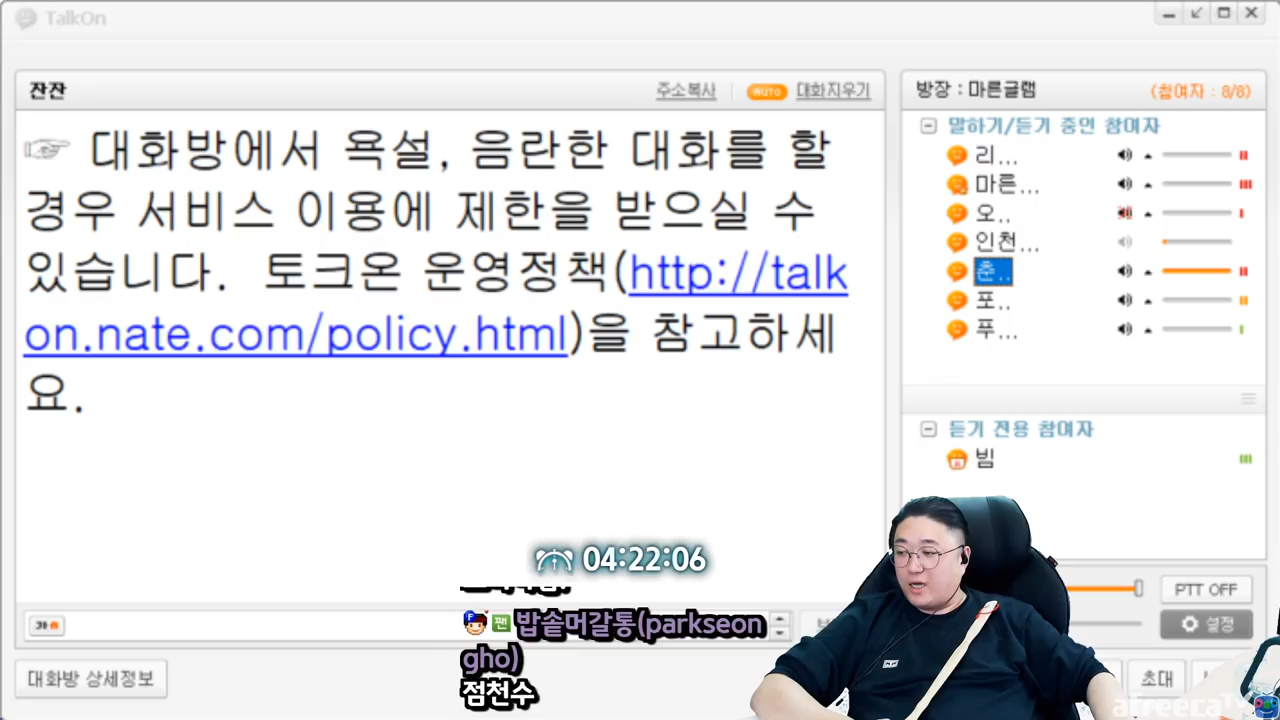 TalkOn
잔잔
주소복사
AUTO
대화지우기
☞ 대화방에서 욕설, 음란한 대화를 할
경우 서비스 이용에 제한을 받으실 수
있습니다. 토크온 운영정책(http://talk
on.nate.com/policy.html)을 참고하세
요.
방장 : 마른글랩
(참여자 : 8/8)
말하기/듣기 중인 참여자
리...
마른...
오..
인천...
춘..
포..
푸...
듣기 전용 참여자
빔
04:22:06
F 팬 밥솥머갈통(parkseon
gho)
점천수
가
PTT OFF
설정
대화방 상세정보
초대
afreecaTV